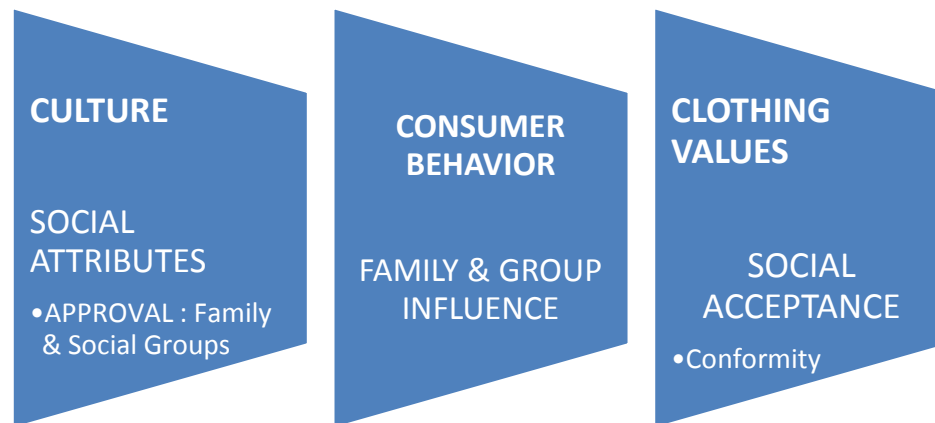 CULTURE
SOCIAL
ATTRIBUTES
•APPROVAL : Family
& Social Groups
CONSUMER
BEHAVIOR
FAMILY & GROUP
INFLUENCE
CLOTHING
VALUES
SOCIAL
ACCEPTANCE
•Conformity